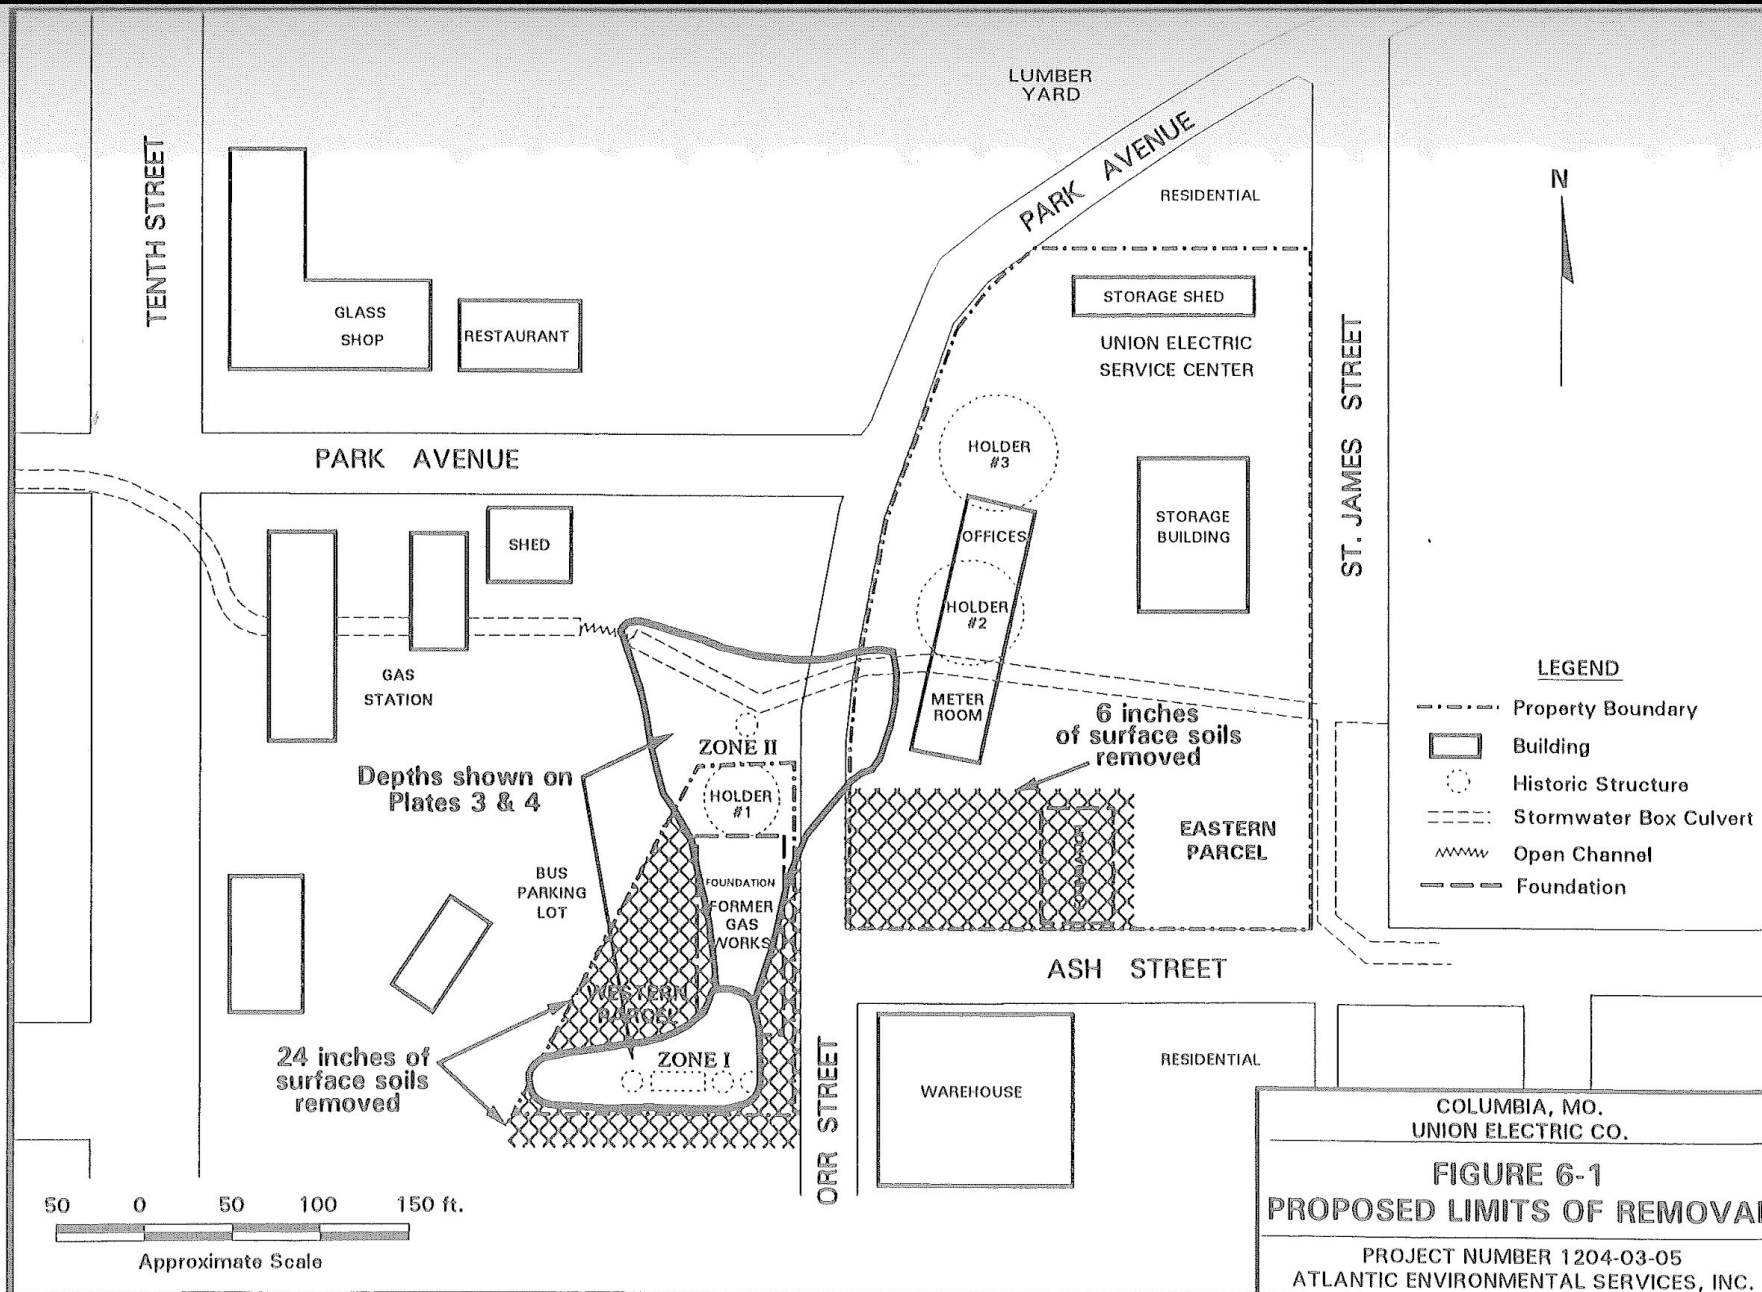 LUMBER
YARD
PARK AVENUE
RESIDENTIAL
N
TENTH STREET
GLASS
SHOP
RESTAURANT
STORAGE SHED
UNION ELECTRIC
SERVICE CENTER
ST. JAMES STREET
PARK AVENUE
HOLDER
#3
SHED
OFFICES
STORAGE
BUILDING
HOLDER
#2
GAS
STATION
METER
ROOM
6 inches
of surface soils
removed
ZONE II
Depths shown on
Plates 3 & 4
HOLDER
#1
EASTERN
PARCEL
BUS
PARKING
LOT
FOUNDATION
FORMER
GAS
WORKS
WESTERN
PARCEL
ASH STREET
24 inches of
surface soils
removed
ZONE I
ORR STREET
WAREHOUSE
RESIDENTIAL
LEGEND
Property Boundary
Building
Historic Structure
Stormwater Box Culvert
Open Channel
Foundation
50 0 50 100 150 ft.
Approximate Scale
COLUMBIA, MO.
UNION ELECTRIC CO.
FIGURE 6-1
PROPOSED LIMITS OF REMOVAL
PROJECT NUMBER 1204-03-05
ATLANTIC ENVIRONMENTAL SERVICES, INC.